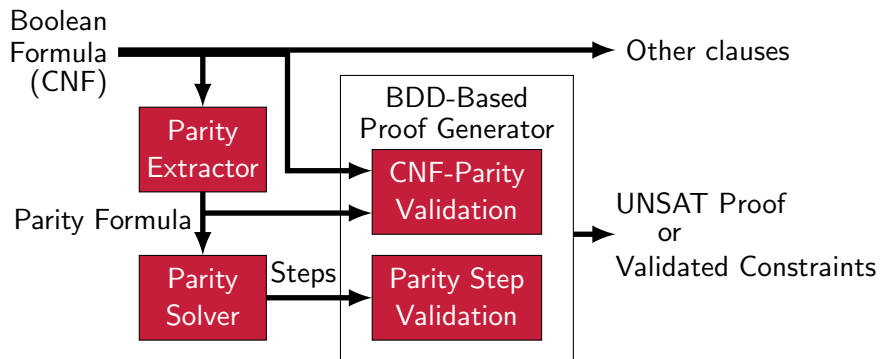 Boolean
Formula
(CNF)
Other clauses
BDD-Based
Proof Generator
Parity
Extractor
CNF-Parity
Validation
Parity Formula
UNSAT Proof
or
Validated Constraints
Parity
Solver
Steps
Parity Step
Validation